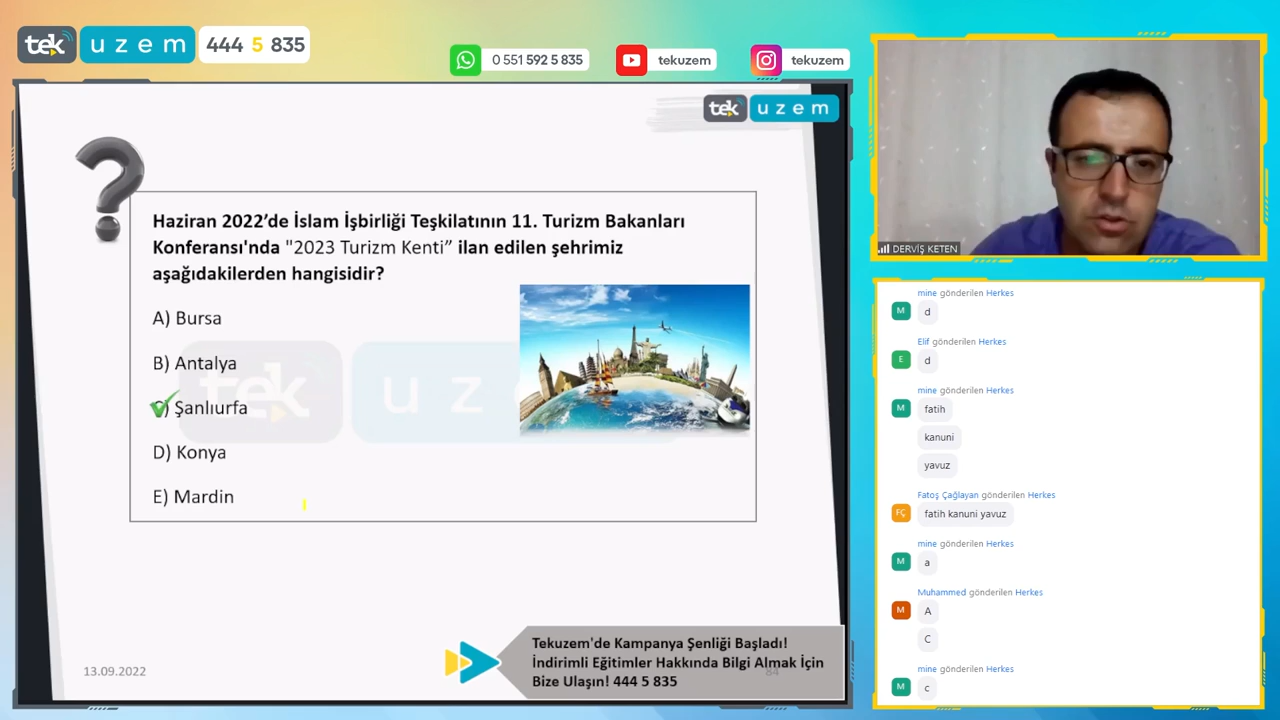 tek uzem 444 5 835
0 551 592 5 835
tekuzem
tekuzem
tek uzem
Haziran 2022'de İslam İşbirliği Teşkilatının 11. Turizm Bakanları
Konferansı'nda "2023 Turizm Kenti” ilan edilen şehrimiz
aşağıdakilerden hangisidir?
A) Bursa
B) Antalya
C) Şanlıurfa
D) Konya
E) Mardin
tek uz
13.09.2022
84
Tekuzem'de Kampanya Şenliği Başladı!
İndirimli Eğitimler Hakkında Bilgi Almak İçin
Bize Ulaşın! 444 5 835
DERVİŞ KETEN
mine gönderilen Herkes
M d
Elif gönderilen Herkes
E d
mine gönderilen Herkes
M fatih
kanuni
yavuz
Fatoş Çağlayan gönderilen Herkes
FÇ fatih kanuni yavuz
mine gönderilen Herkes
M a
Muhammed gönderilen Herkes
M A
C
mine gönderilen Herkes
M c